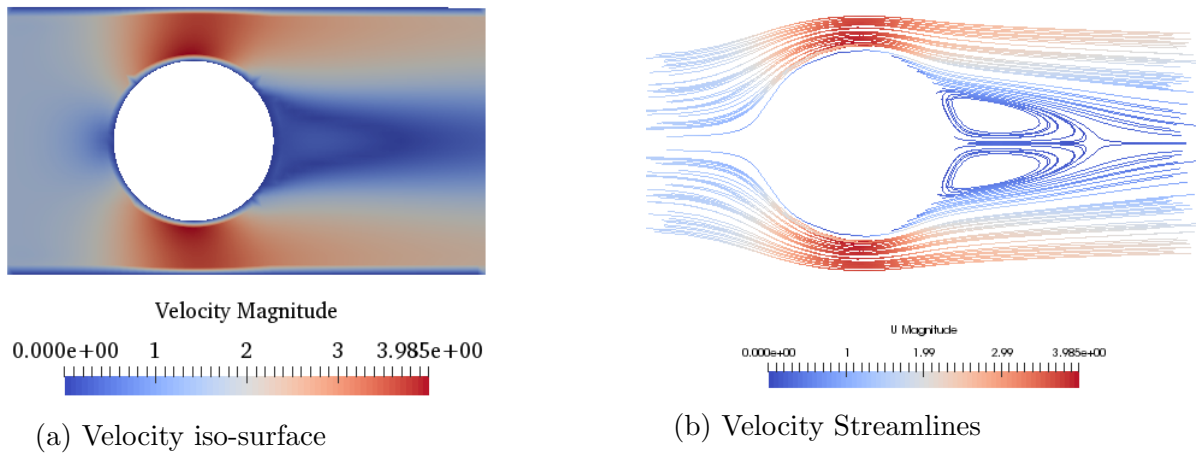 Velocity Magnitude
0.000e+00 1 2 3 3.985e+00
(a) Velocity iso-surface
U Magnitude
0.000e+00 1 1.99 2.99 3.985e+00
(b) Velocity Streamlines